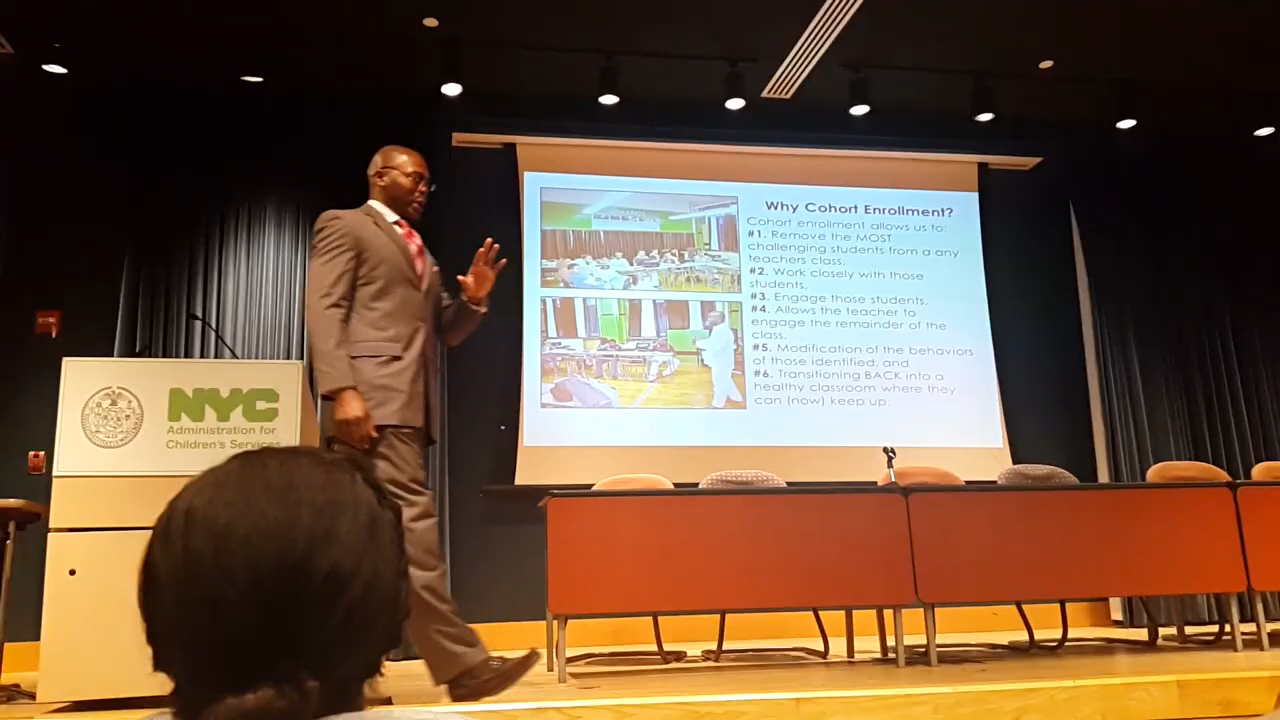 NYC
Administration for
Children's Services
Why Cohort Enrollment?
Cohort enrollment allows us to:
#1. Remove the MOST
challenging students from a any
teachers class,
#2. Work closely with those
students,
#3. Engage those students,
#4. Allows the teacher to
engage the remainder of the
class,
#5. Modification of the behaviors
of those identified, and
#6. Transitioning BACK into a
healthy classroom where they
can (now) keep up.